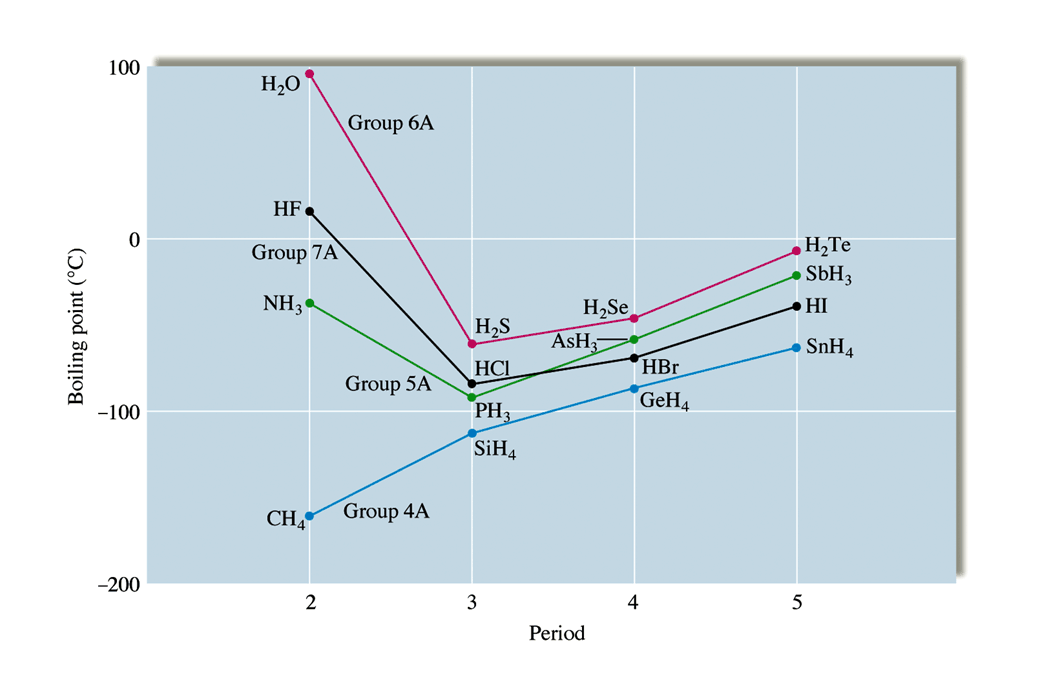 100
H₂O
Group 6A
HF
0
Group 7A
H₂Te
SbH₃
NH₃
H₂Se
HI
H₂S
AsH₃
SnH₄
HCl
HBr
Group 5A
GeH₄
–100
PH₃
SiH₄
CH₄
Group 4A
–200
2
3
4
5
Period
Boiling point (°C)